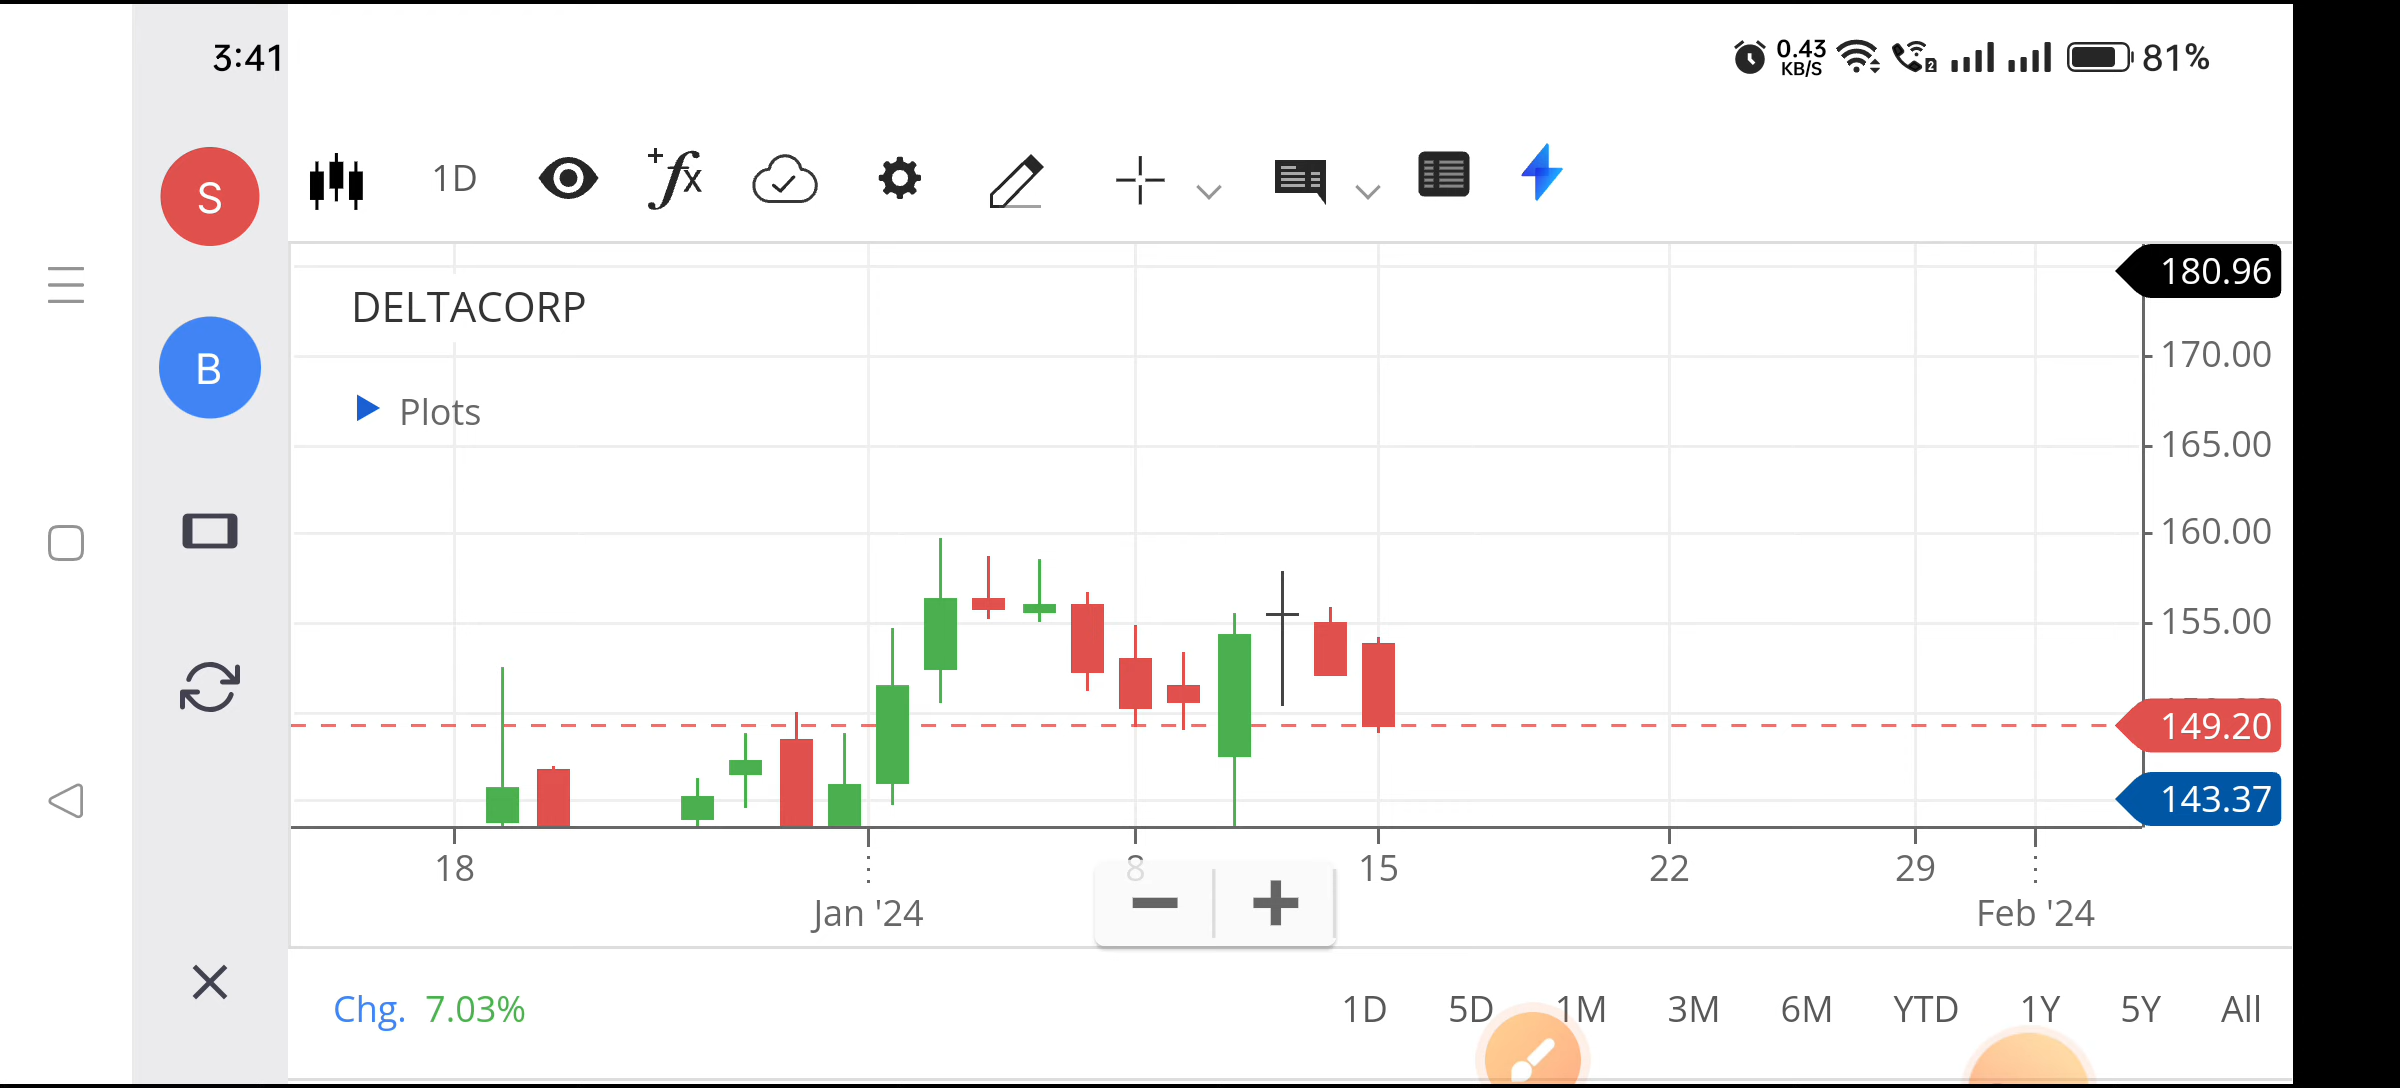 3:41
0.43
KB/S
2
81%
S
1D
+fx
B
DELTACORP
Plots
180.96
170.00
165.00
160.00
155.00
149.20
143.37
18
8
15
22
29
Jan '24
Feb '24
Chg. 7.03%
1D 5D 1M 3M 6M YTD 1Y 5Y All